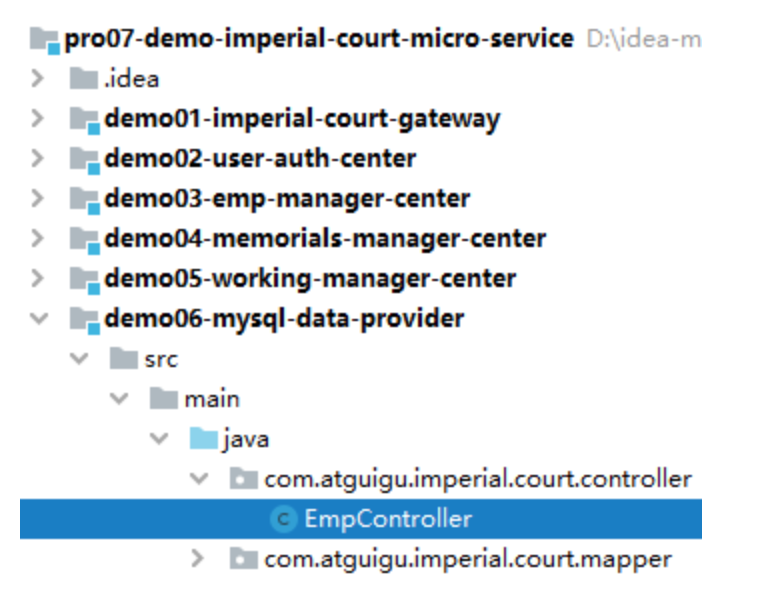 pro07-demo-imperial-court-micro-service D:\idea-m
.idea
demo01-imperial-court-gateway
demo02-user-auth-center
demo03-emp-manager-center
demo04-memorials-manager-center
demo05-working-manager-center
demo06-mysql-data-provider
src
main
java
com.atguigu.imperial.court.controller
C EmpController
com.atguigu.imperial.court.mapper